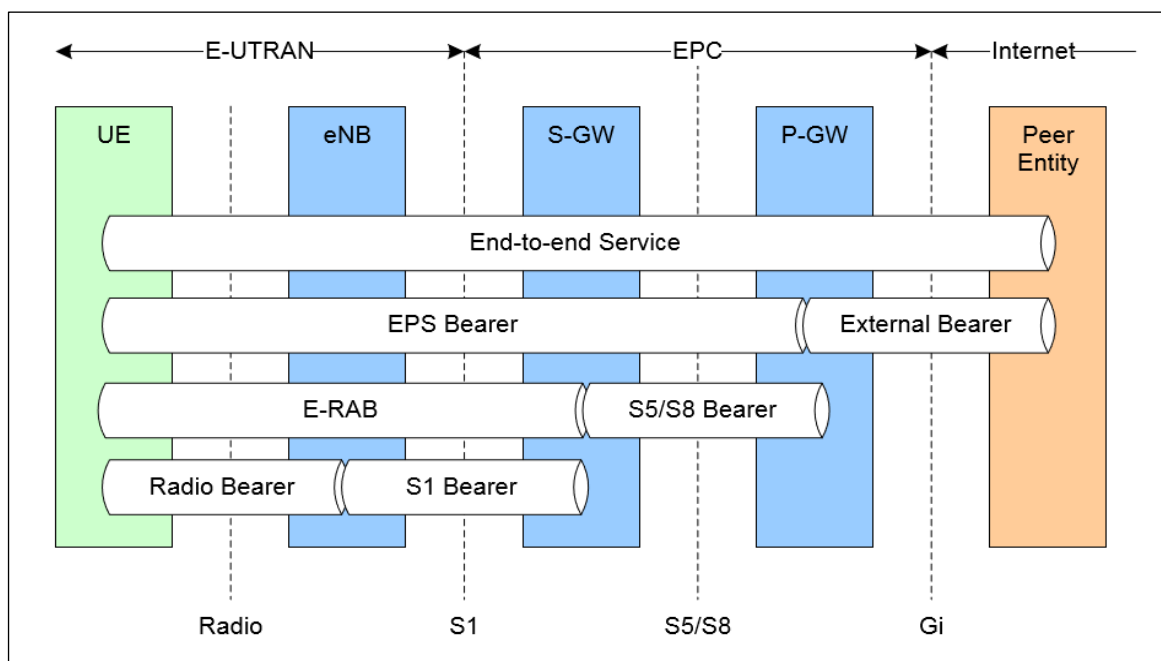 E-UTRAN EPC Internet
UE eNB S-GW P-GW Peer
Entity
End-to-end Service
EPS Bearer External Bearer
E-RAB S5/S8 Bearer
Radio Bearer S1 Bearer
Radio S1 S5/S8 Gi